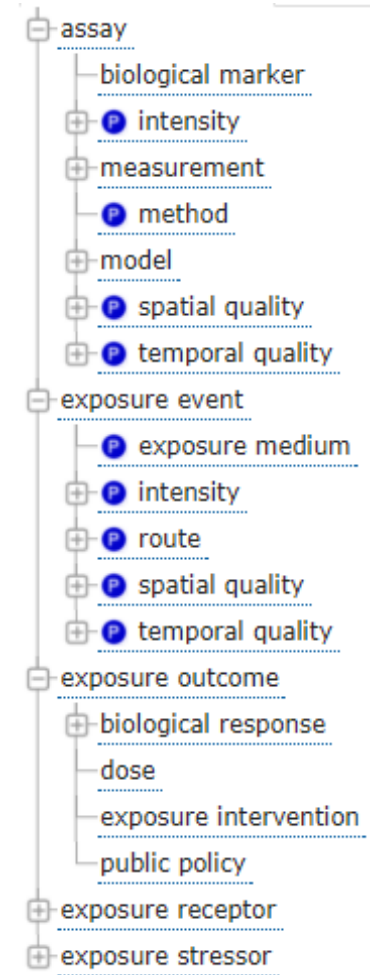 assay
biological marker
P intensity
measurement
P method
model
P spatial quality
P temporal quality
exposure event
P exposure medium
P intensity
P route
P spatial quality
P temporal quality
exposure outcome
biological response
dose
exposure intervention
public policy
exposure receptor
exposure stressor